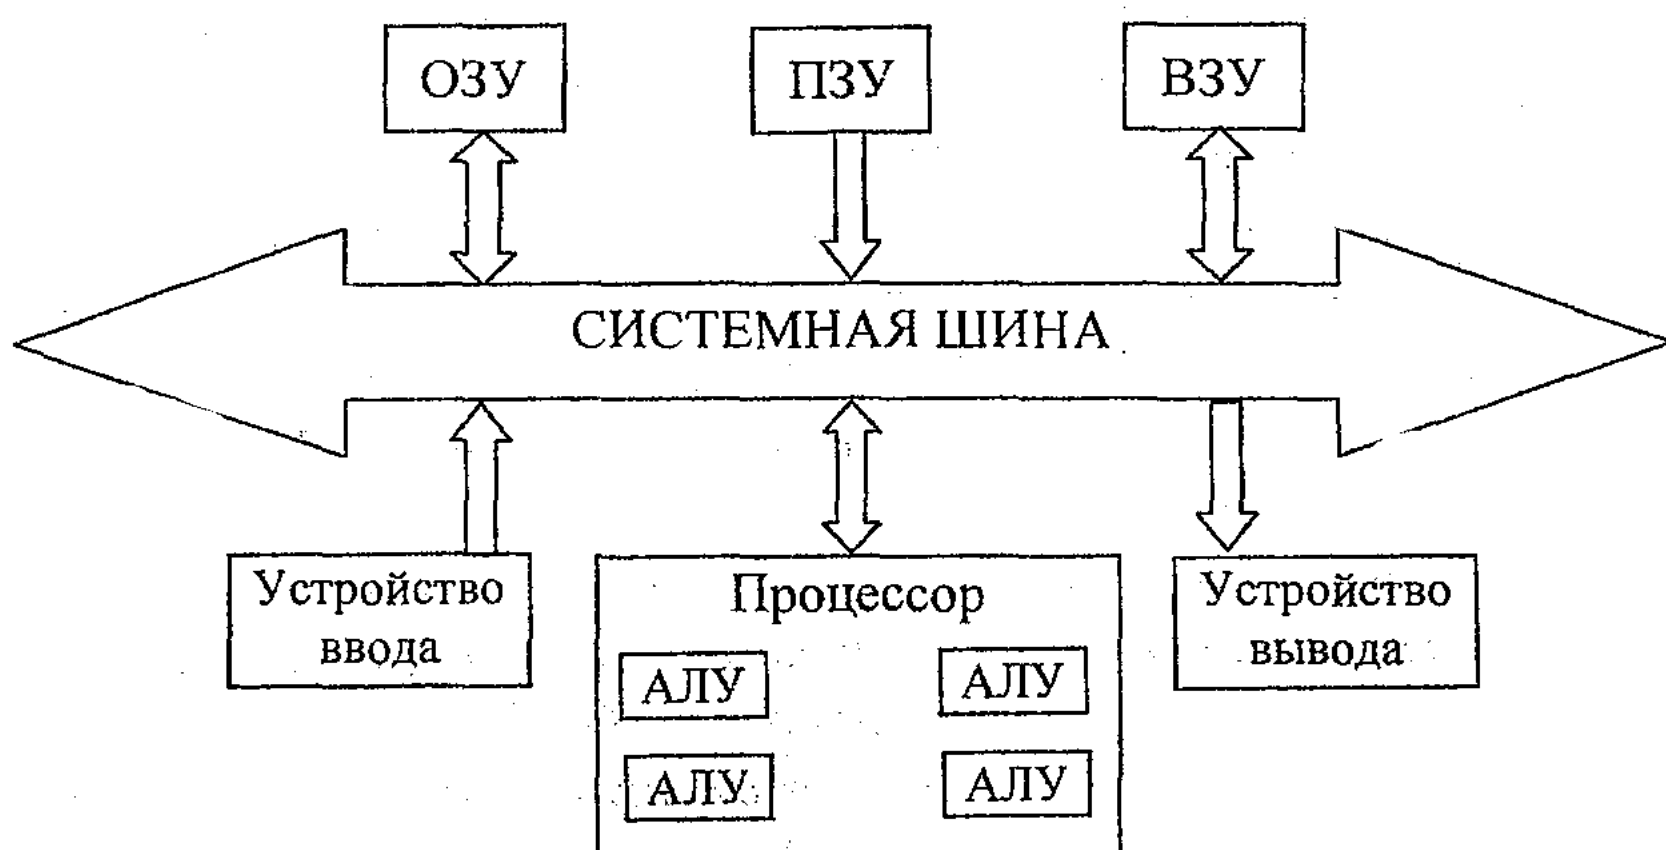 ОЗУ
ПЗУ
ВЗУ
СИСТЕМНАЯ ШИНА
Устройство
ввода
Процессор
АЛУ
АЛУ
АЛУ
АЛУ
Устройство
вывода